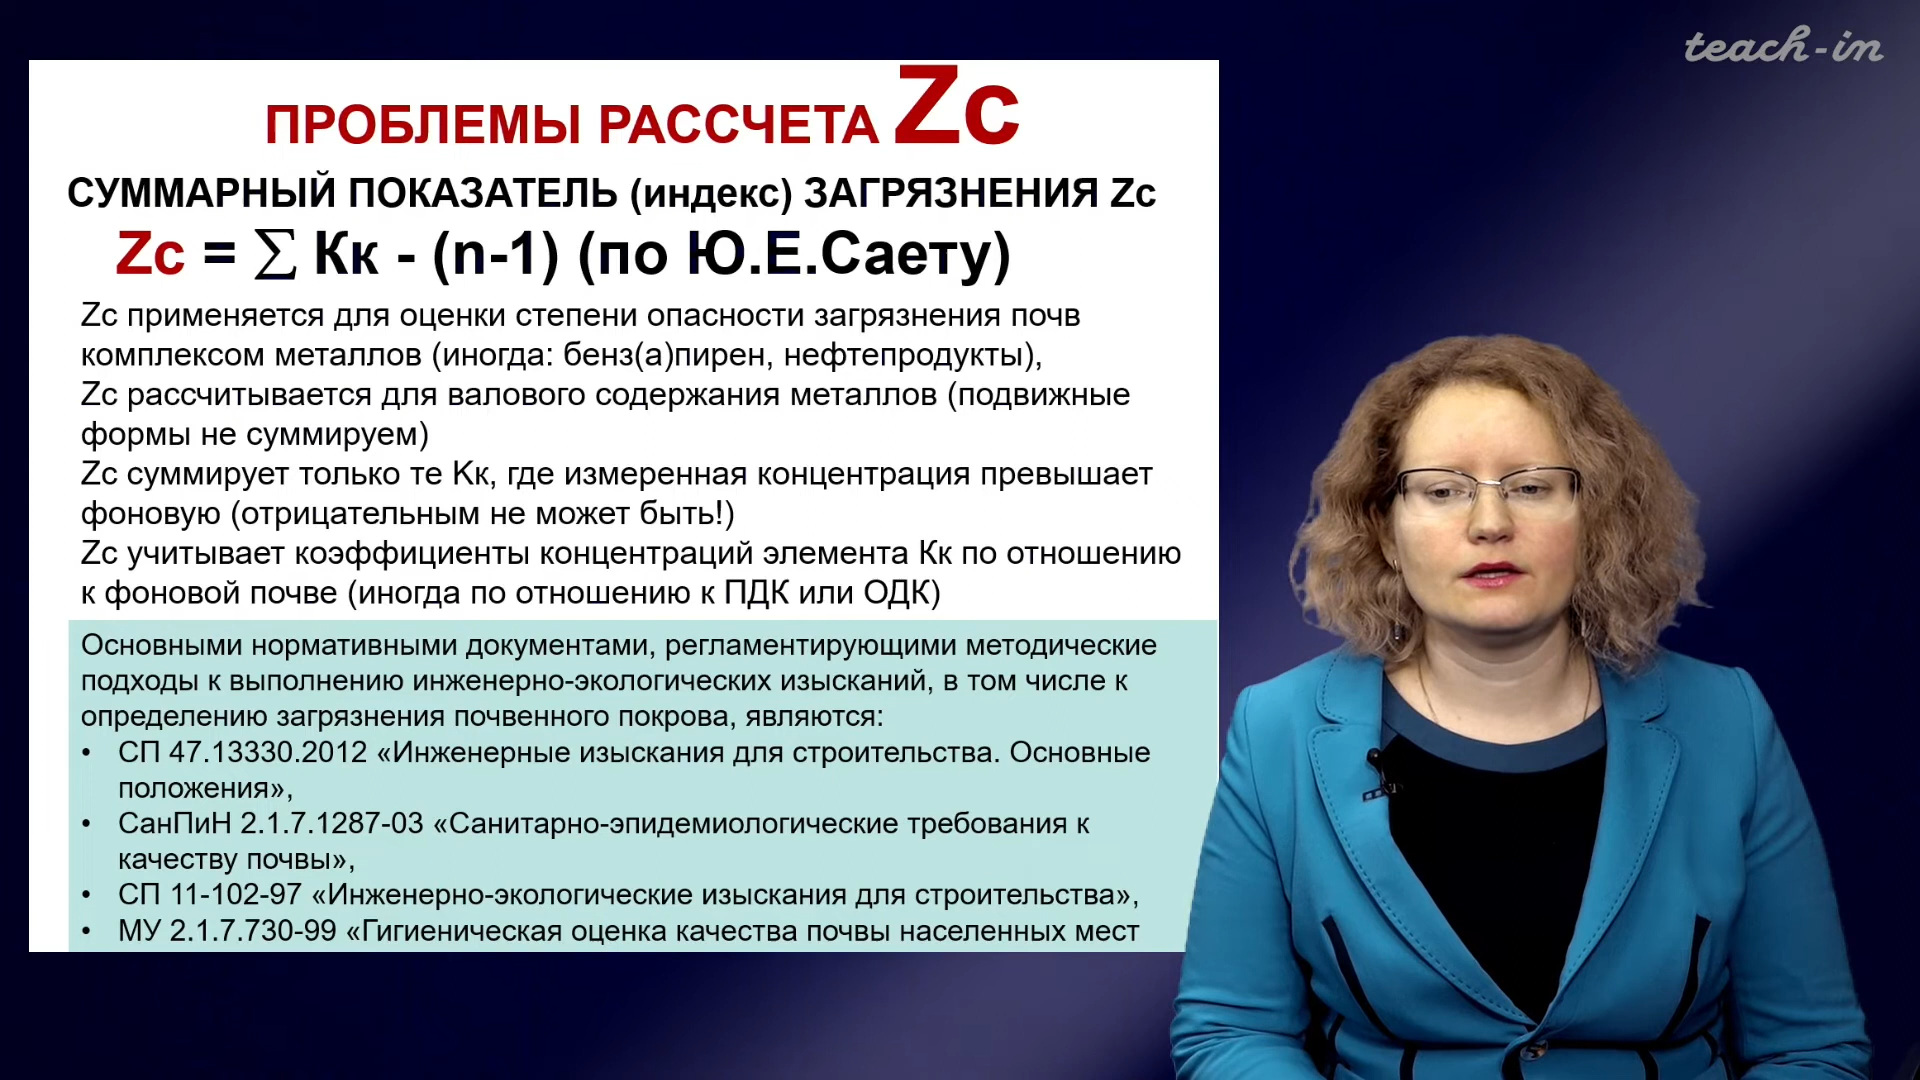 teach-in
ПРОБЛЕМЫ РАССЧЕТА Zc
СУММАРНЫЙ ПОКАЗАТЕЛЬ (индекс) ЗАГРЯЗНЕНИЯ Zc
Zc = ∑ Кк - (n-1) (по Ю.Е.Саету)
Zc применяется для оценки степени опасности загрязнения почв
комплексом металлов (иногда: бенз(а)пирен, нефтепродукты),
Zc рассчитывается для валового содержания металлов (подвижные
формы не суммируем)
Zc суммирует только те Кк, где измеренная концентрация превышает
фоновую (отрицательным не может быть!)
Zc учитывает коэффициенты концентраций элемента Кк по отношению
к фоновой почве (иногда по отношению к ПДК или ОДК)
Основными нормативными документами, регламентирующими методические
подходы к выполнению инженерно-экологических изысканий, в том числе к
определению загрязнения почвенного покрова, являются:
• СП 47.13330.2012 «Инженерные изыскания для строительства. Основные
положения»,
• СанПиН 2.1.7.1287-03 «Санитарно-эпидемиологические требования к
качеству почвы»,
• СП 11-102-97 «Инженерно-экологические изыскания для строительства»,
• МУ 2.1.7.730-99 «Гигиеническая оценка качества почвы населенных мест